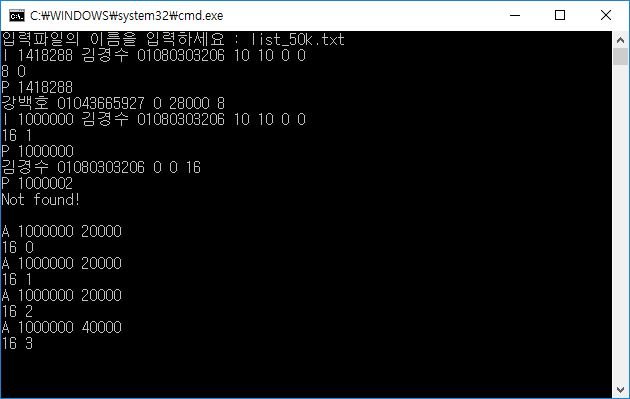 C:₩WINDOWS₩system32₩cmd.exe
입력파일의 이름을 입력하세요 : list_50k.txt
I 1418288 김경수 01080303206 10 10 0 0
8 0
P 1418288
강백호 01043665927 0 28000 8
I 1000000 김경수 01080303206 10 10 0 0
16 1
P 1000000
김경수 01080303206 0 0 16
P 1000002
Not found!
A 1000000 20000
16 0
A 1000000 20000
16 1
A 1000000 20000
16 2
A 1000000 40000
16 3